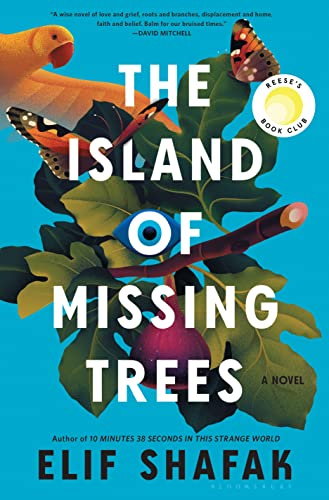 "A wise novel of love and grief, roots and branches, displacement and home,
faith and belief. Balm for our bruised times."
—DAVID MITCHELL
REESE'S
BOOK CLUB
THE
ISLAND
OF
MISSING
TREES
A NOVEL
Author of 10 MINUTES 38 SECONDS IN THIS STRANGE WORLD
ELIF SHAFAK
BLOOMSBURY